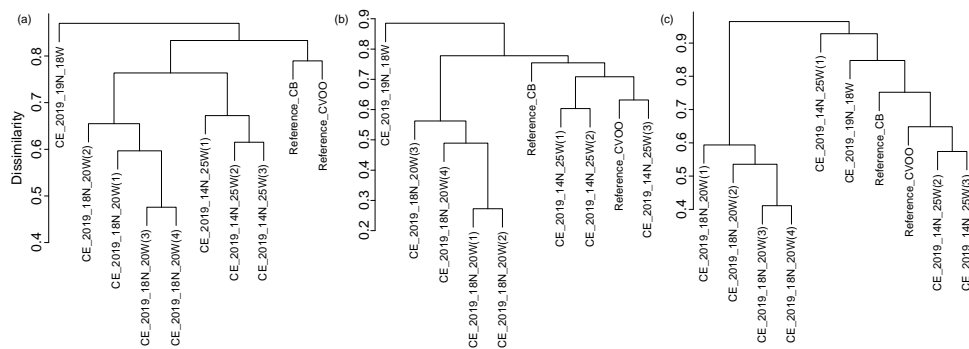 (a)
Dissimilarity
0.8
0.7
0.6
0.5
0.4
CE_2019_19N_18W
CE_2019_18N_20W(2)
CE_2019_18N_20W(1)
CE_2019_18N_20W(3)
CE_2019_18N_20W(4)
CE_2019_14N_25W(1)
CE_2019_14N_25W(2)
CE_2019_14N_25W(3)
Reference_CB
Reference_CVOO
(b)
0.9
0.8
0.7
0.6
0.5
0.4
0.3
0.2
CE_2019_19N_18W
CE_2019_18N_20W(3)
CE_2019_18N_20W(4)
CE_2019_18N_20W(1)
CE_2019_18N_20W(2)
Reference_CB
CE_2019_14N_25W(1)
CE_2019_14N_25W(2)
Reference_CVOO
CE_2019_14N_25W(3)
(c)
0.9
0.8
0.7
0.6
0.5
0.4
CE_2019_18N_20W(1)
CE_2019_18N_20W(2)
CE_2019_18N_20W(3)
CE_2019_18N_20W(4)
CE_2019_14N_25W(1)
CE_2019_19N_18W
Reference_CB
Reference_CVOO
CE_2019_14N_25W(2)
CE_2019_14N_25W(3)